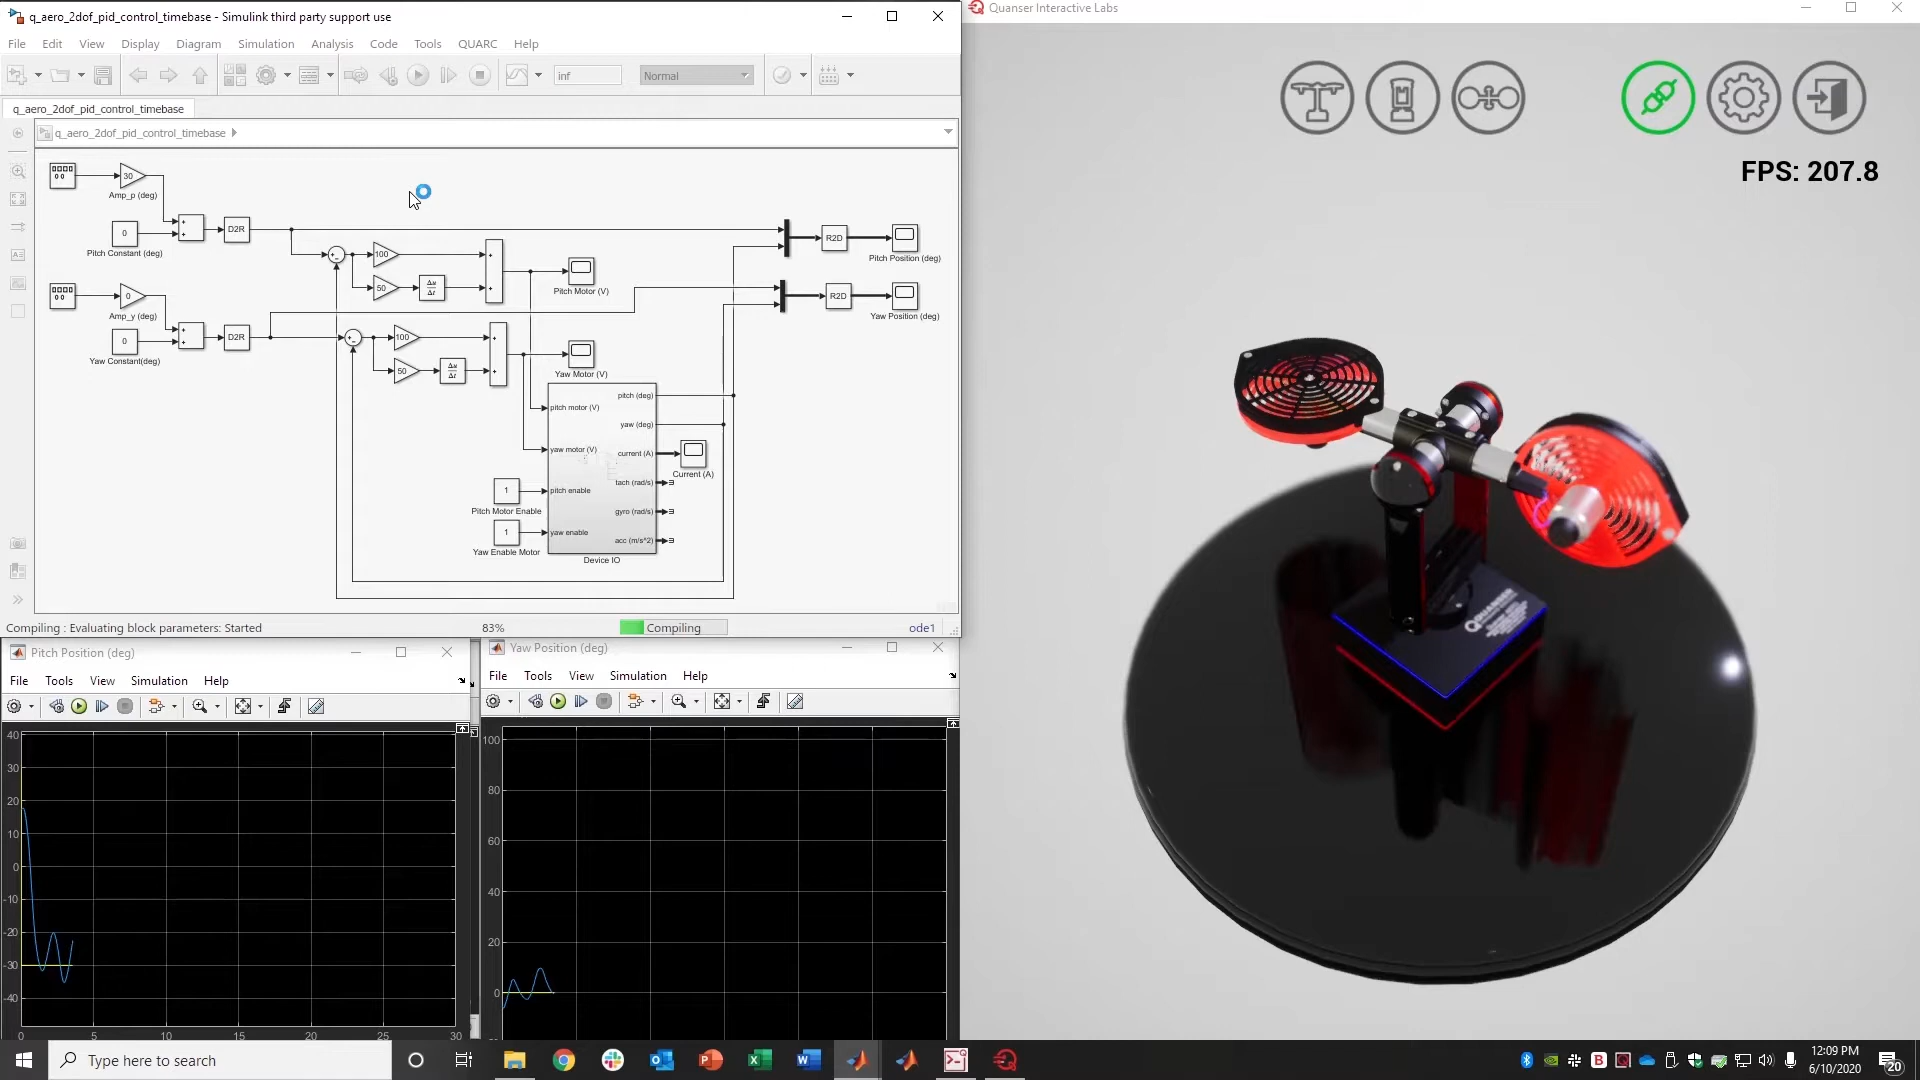 q_aero_2dof_pid_control_timebase - Simulink third party support use
File Edit View Display Diagram Simulation Analysis Code Tools QUARC Help
inf
Normal
q_aero_2dof_pid_control_timebase
q_aero_2dof_pid_control_timebase
30
Amp_p (deg)
0
Pitch Constant (deg)
D2R
100
50
Δu
Δt
Pitch Motor (V)
R2D
Pitch Position (deg)
0
Amp_y (deg)
0
Yaw Constant(deg)
D2R
100
50
Δu
Δt
Yaw Motor (V)
R2D
Yaw Position (deg)
pitch motor (V)
yaw motor (V)
pitch enable
yaw enable
pitch (deg)
yaw (deg)
current (A)
tach (rad/s)
gyro (rad/s)
acc (m/s^2)
Device IO
Current (A)
1
Pitch Motor Enable
1
Yaw Enable Motor
Compiling : Evaluating block parameters: Started
83%
Compiling
ode1
Pitch Position (deg)
File Tools View Simulation Help
40
30
20
10
0
-10
-20
-30
-40
0 5 10 15 20 25 30
Yaw Position (deg)
File Tools View Simulation Help
100
80
60
40
20
0
Quanser Interactive Labs
FPS: 207.8
QUANSER
Type here to search
12:09 PM
6/10/2020
20